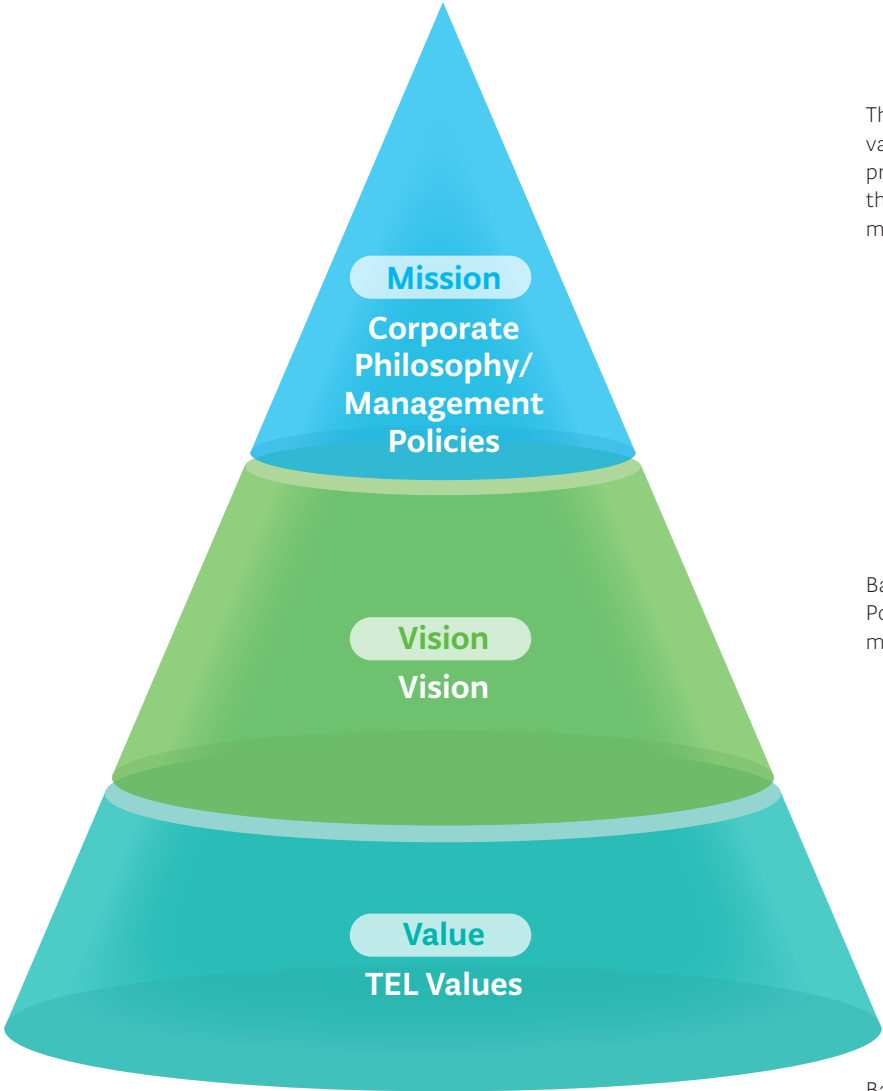 Mission
Corporate
Philosophy/
Management
Policies
Vision
Vision
Value
TEL Values